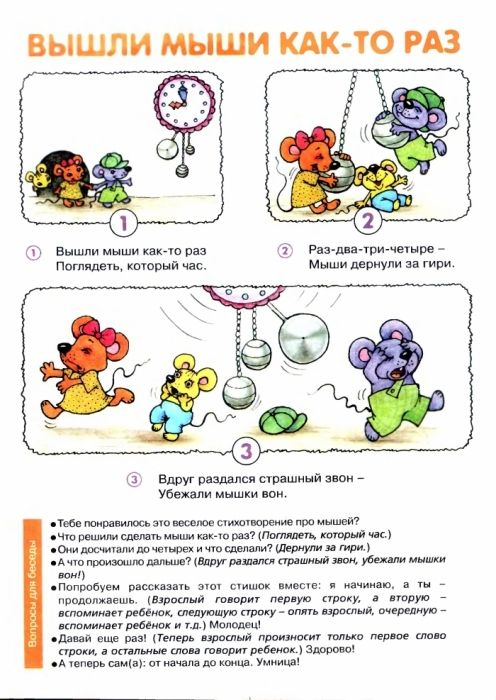 ВЫШЛИ МЫШИ КАК-ТО РАЗ
1
2
① Вышли мыши как-то раз
Поглядеть, который час.
② Раз-два-три-четыре –
Мыши дернули за гири.
3
③ Вдруг раздался страшный звон –
Убежали мышки вон.
Вопросы для беседы
● Тебе понравилось это веселое стихотворение про мышей?
● Что решили сделать мыши как-то раз? (Поглядеть, который час.)
● Они досчитали до четырех и что сделали? (Дернули за гири.)
● А что произошло дальше? (Вдруг раздался страшный звон, убежали мышки
вон!)
● Попробуем рассказать этот стишок вместе: я начинаю, а ты –
продолжаешь. (Взрослый говорит первую строку, а вторую –
вспоминает ребёнок, следующую строку – опять взрослый, очередную –
вспоминает ребёнок и т.д.) Молодец!
● Давай еще раз! (Теперь взрослый произносит только первое слово
строки, а остальные слова говорит ребенок.) Здорово!
● А теперь сам(а): от начала до конца. Умница!